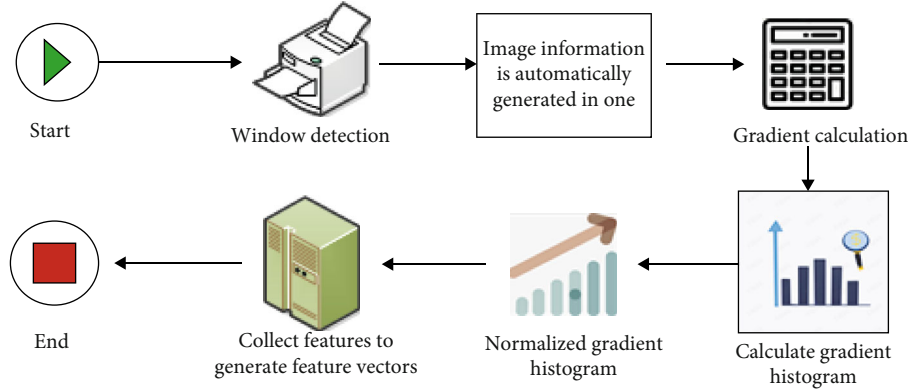 Start
Window detection
Image information
is automatically
generated in one
Gradient calculation
Calculate gradient
histogram
Normalized gradient
histogram
Collect features to
generate feature vectors
End